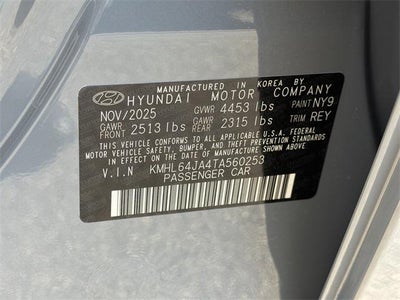 MANUFACTURED IN KOREA BY
HYUNDAI MOTOR COMPANY
NOV/2025 GVWR 4453 lbs PAINT NY9
GAWR FRONT 2513 lbs GAWR REAR 2315 lbs TRIM REY
THIS VEHICLE CONFORMS TO ALL APPLICABLE U.S.A. FEDERAL
MOTOR VEHICLE SAFETY, BUMPER, AND THEFT PREVENTION
STANDARDS IN EFFECT ON THE DATE OF MANUFACTURE SHOWN ABOVE.
V.I.N KMHL64JA4TA560253
PASSENGER CAR